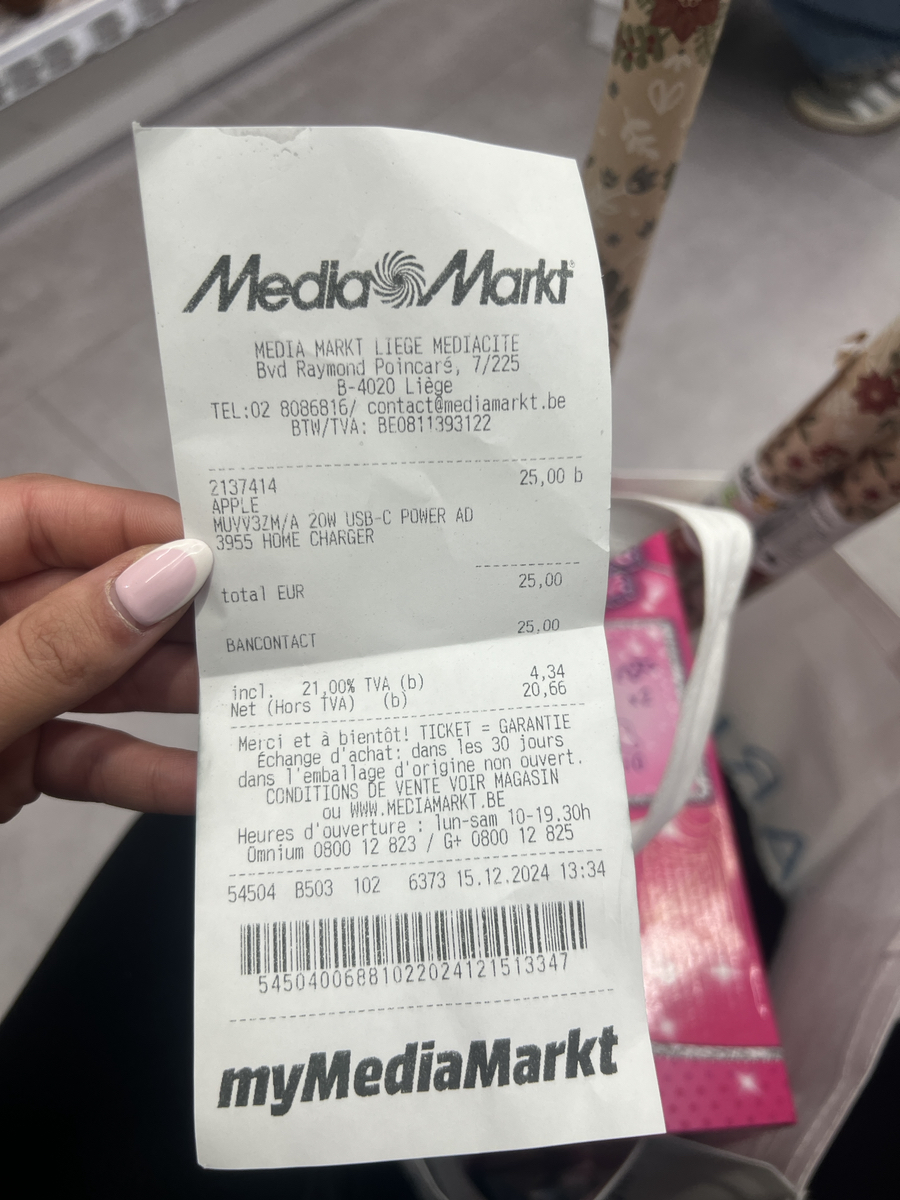 Media Markt
MEDIA MARKT LIEGE MEDIACITE
Bvd Raymond Poincaré, 7/225
B-4020 Liège
TEL:02 8086816/ contact@mediamarkt.be
BTW/TVA: BE0811393122
2137414 25,00 b
APPLE
MUVV3ZM/A 20W USB-C POWER AD
3955 HOME CHARGER
total EUR 25,00
BANCONTACT 25,00
incl. 21,00% TVA (b) 4,34
Net (Hors TVA) (b) 20,66
Merci et à bientôt! TICKET = GARANTIE
Échange d'achat: dans les 30 jours
dans l'emballage d'origine non ouvert.
CONDITIONS DE VENTE VOIR MAGASIN
ou WWW.MEDIAMARKT.BE
Heures d'ouverture : lun-sam 10-19.30h
Omnium 0800 12 823 / G+ 0800 12 825
54504 B503 102 6373 15.12.2024 13:34
5450400688102202412151334​7
myMediaMarkt